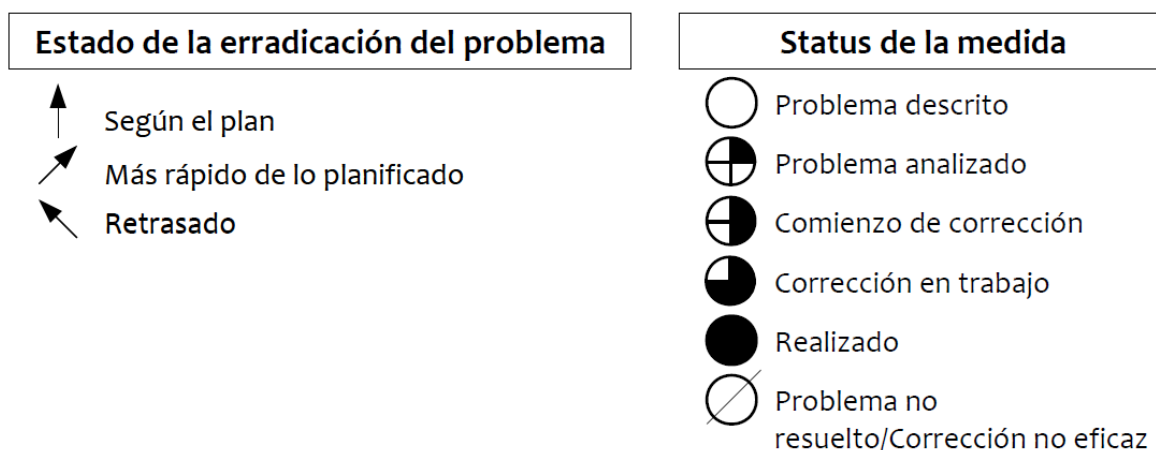 Estado de la erradicación del problema
Según el plan
Más rápido de lo planificado
Retrasado
Status de la medida
Problema descrito
Problema analizado
Comienzo de corrección
Corrección en trabajo
Realizado
Problema no
resuelto/Corrección no eficaz